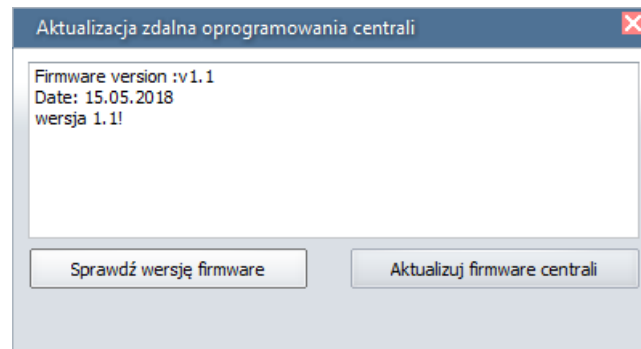 Aktualizacja zdalna oprogramowania centrali
Firmware version :v1.1
Date: 15.05.2018
wersja 1.1!
Sprawdź wersję firmware
Aktualizuj firmware centrali